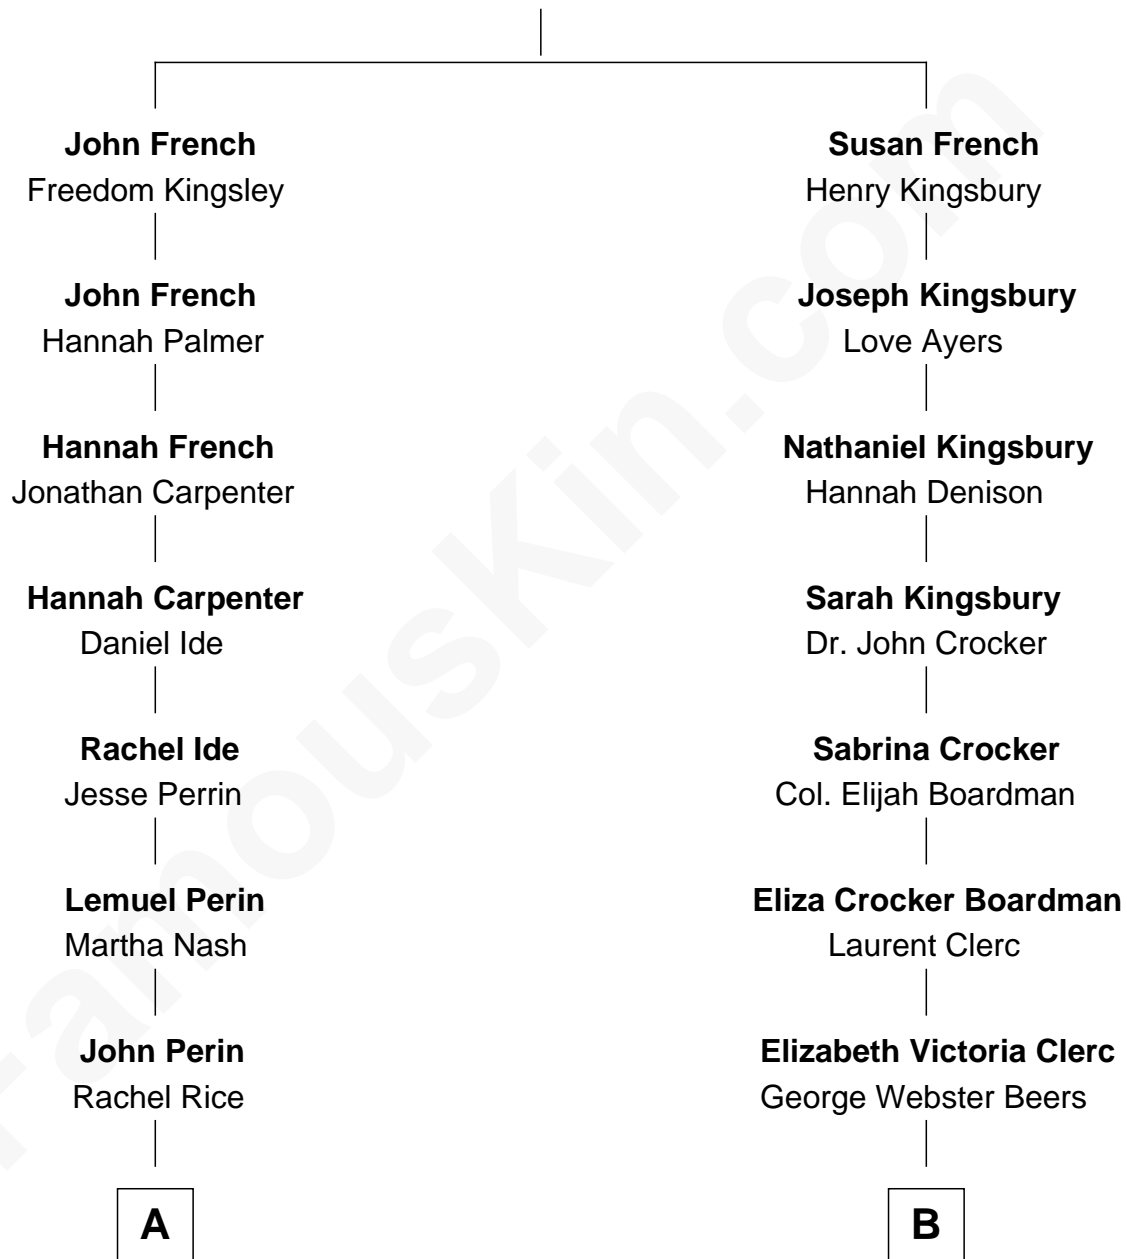 John French
Freedom Kingsley
John French
Hannah Palmer
Hannah French
Jonathan Carpenter
Hannah Carpenter
Daniel Ide
Rachel Ide
Jesse Perrin
Lemuel Perin
Martha Nash
John Perin
Rachel Rice
A
Susan French
Henry Kingsbury
Joseph Kingsbury
Love Ayers
Nathaniel Kingsbury
Hannah Denison
Sarah Kingsbury
Dr. John Crocker
Sabrina Crocker
Col. Elijah Boardman
Eliza Crocker Boardman
Laurent Clerc
Elizabeth Victoria Clerc
George Webster Beers
B
FamousKin.com